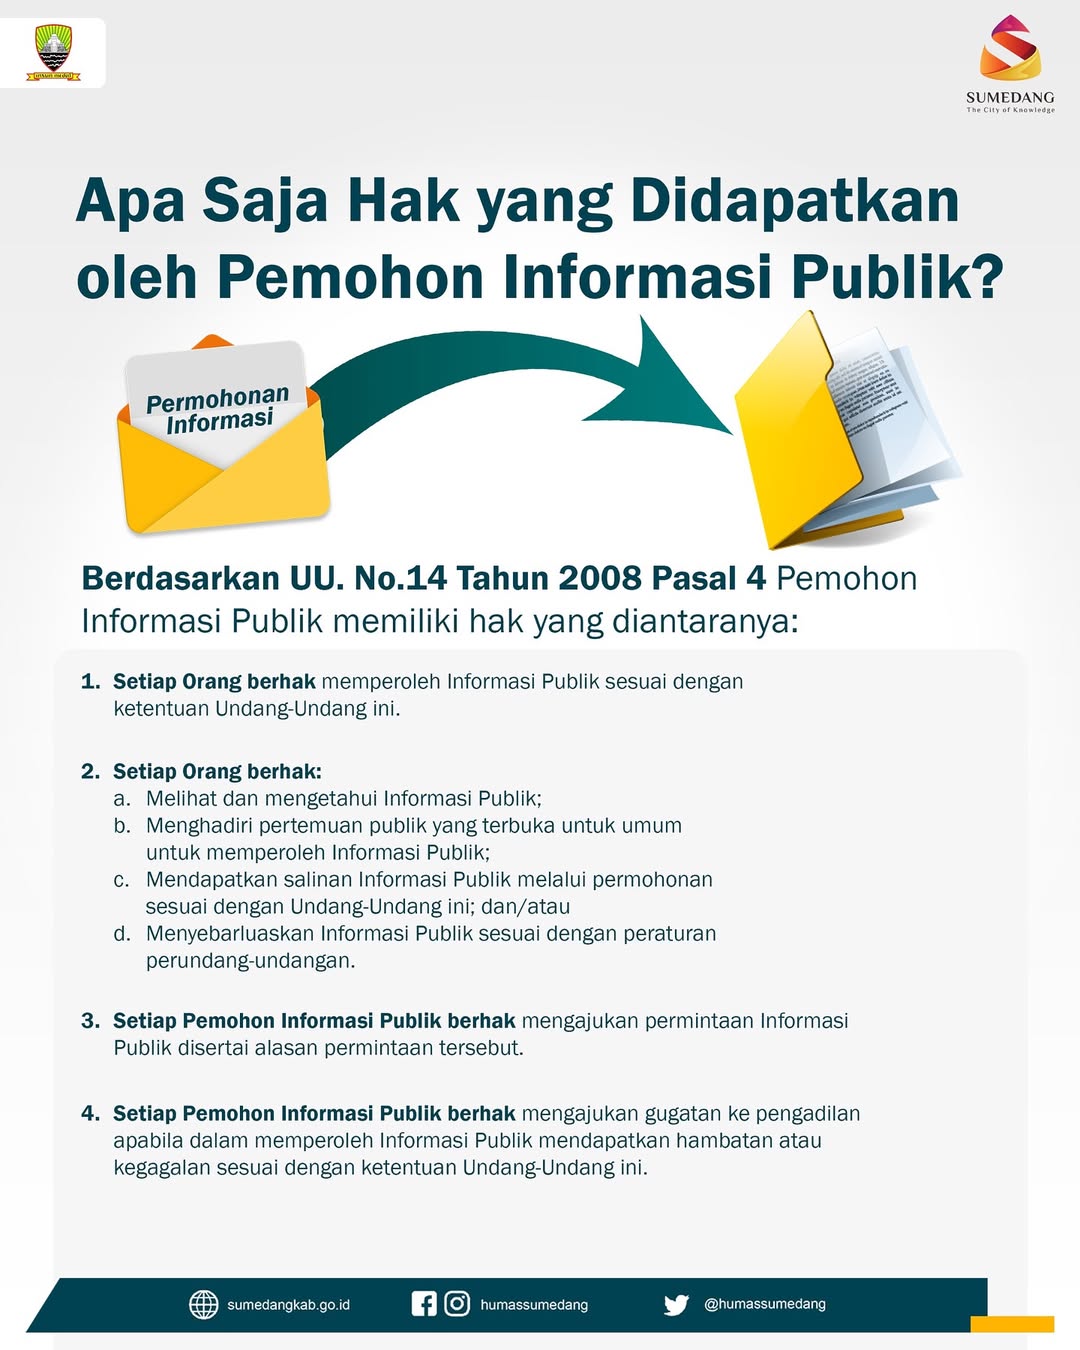 insun medal
SUMEDANG
The City of Knowledge
Apa Saja Hak yang Didapatkan
oleh Pemohon Informasi Publik?
Permohonan
Informasi
Berdasarkan UU. No.14 Tahun 2008 Pasal 4 Pemohon
Informasi Publik memiliki hak yang diantaranya:
1. Setiap Orang berhak memperoleh Informasi Publik sesuai dengan
ketentuan Undang-Undang ini.
2. Setiap Orang berhak:
a. Melihat dan mengetahui Informasi Publik;
b. Menghadiri pertemuan publik yang terbuka untuk umum
untuk memperoleh Informasi Publik;
c. Mendapatkan salinan Informasi Publik melalui permohonan
sesuai dengan Undang-Undang ini; dan/atau
d. Menyebarluaskan Informasi Publik sesuai dengan peraturan
perundang-undangan.
3. Setiap Pemohon Informasi Publik berhak mengajukan permintaan Informasi
Publik disertai alasan permintaan tersebut.
4. Setiap Pemohon Informasi Publik berhak mengajukan gugatan ke pengadilan
apabila dalam memperoleh Informasi Publik mendapatkan hambatan atau
kegagalan sesuai dengan ketentuan Undang-Undang ini.
sumedangkab.go.id
humassumedang
@humassumedang